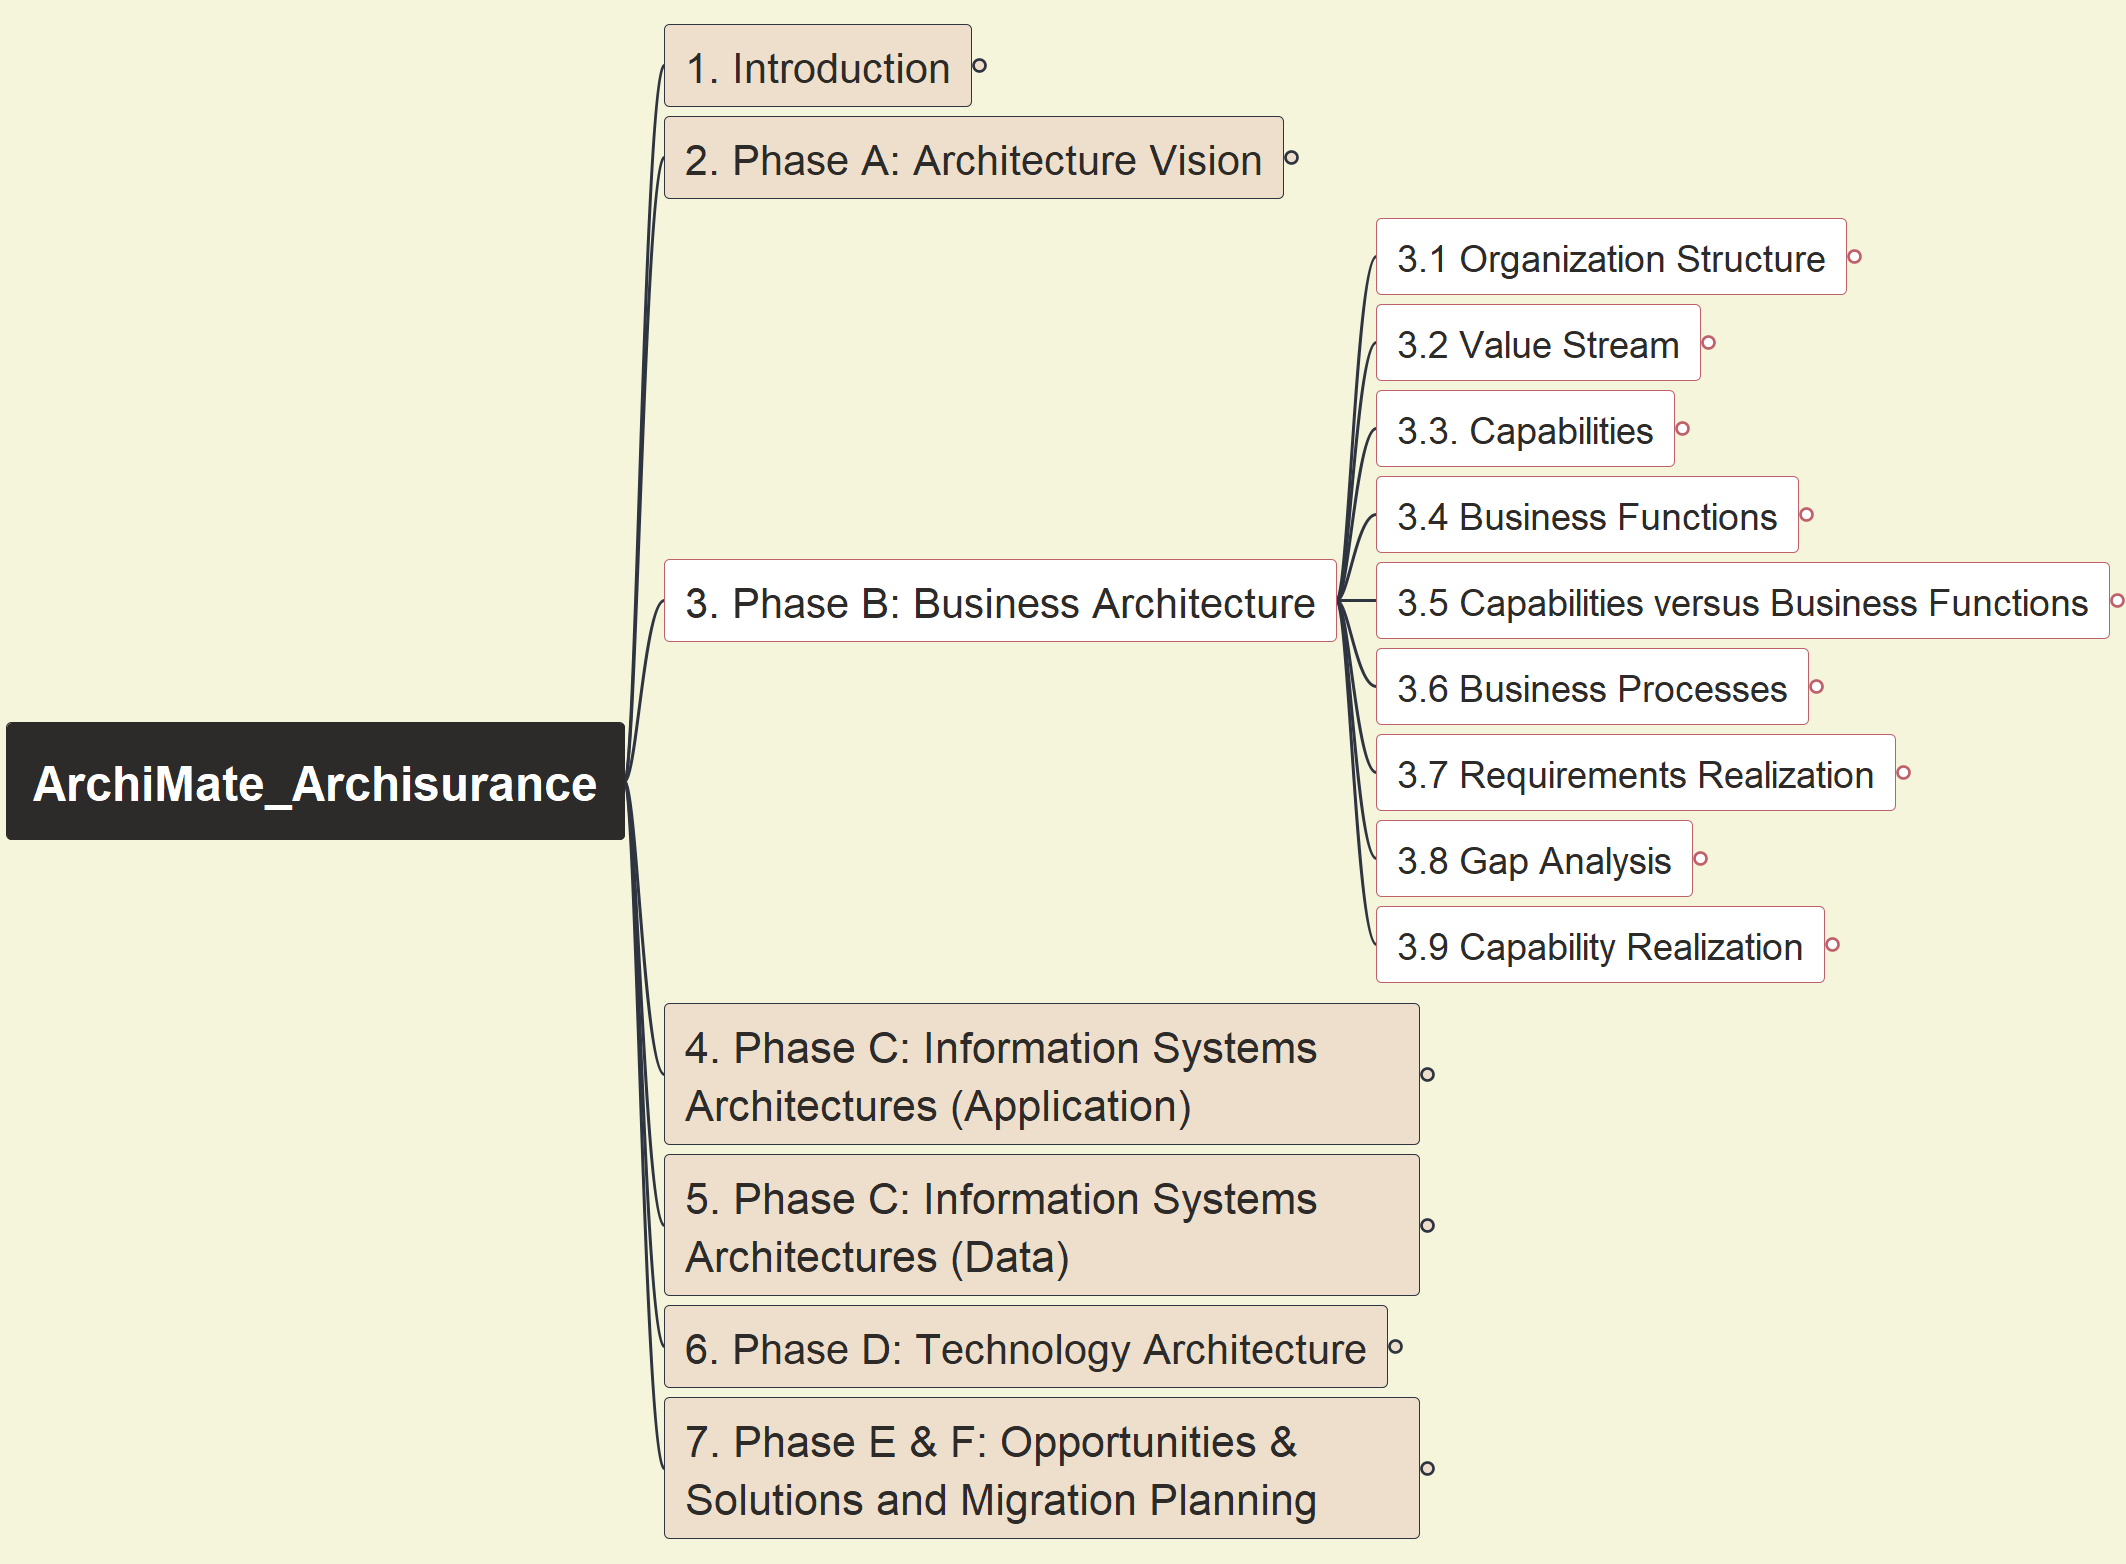 1. Introduction
2. Phase A: Architecture Vision
3.1 Organization Structure
3.2 Value Stream
3.3. Capabilities
3.4 Business Functions
3. Phase B: Business Architecture
3.5 Capabilities versus Business Functions
3.6 Business Processes
3.7 Requirements Realization
ArchiMate_Archisurance
3.8 Gap Analysis
3.9 Capability Realization
4. Phase C: Information Systems
Architectures (Application)
5. Phase C: Information Systems
Architectures (Data)
6. Phase D: Technology Architecture
7. Phase E & F: Opportunities &
Solutions and Migration Planning